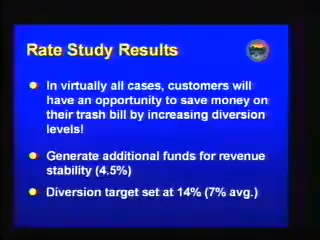 Rate Study Results
In virtually all cases, customers will
have an opportunity to save money on
their trash bill by increasing diversion
levels!
Generate additional funds for revenue
stability (4.5%)
Diversion target set at 14% (7% avg.)